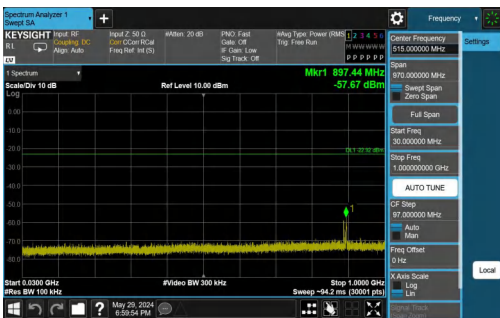 Spectrum Analyzer 1
Swept SA
Frequency
KEYSIGHT
RL
Input: RF
Coupling: DC
Align: Auto
Input Z: 50 Ω
Corr CCorr RCal
Freq Ref: Int (S)
#Atten: 20 dB
PNO: Fast
Gate: Off
IF Gain: Low
Sig Track: Off
#Avg Type: Power (RMS
Trig: Free Run
1 2 3 4 5 6
M W W W W W
P P P P P P
LV
1 Spectrum
Scale/Div 10 dB
Log
Ref Level 10.00 dBm
Mkr1 897.44 MHz
-57.67 dBm
0.00
-10.0
-20.0
-30.0
-40.0
-50.0
-60.0
-70.0
-80.0
DL1 -22.92 dBm
1
Start 0.0300 GHz
#Res BW 100 kHz
#Video BW 300 kHz
Stop 1.0000 GHz
Sweep ~94.2 ms (30001 pts)
May 29, 2024
6:59:54 PM
Center Frequency
515.000000 MHz
Span
970.000000 MHz
Swept Span
Zero Span
Full Span
Start Freq
30.000000 MHz
Stop Freq
1.000000000 GHz
AUTO TUNE
CF Step
97.000000 MHz
Auto
Man
Freq Offset
0 Hz
X Axis Scale
Log
Lin
Signal Track
Settings
Local